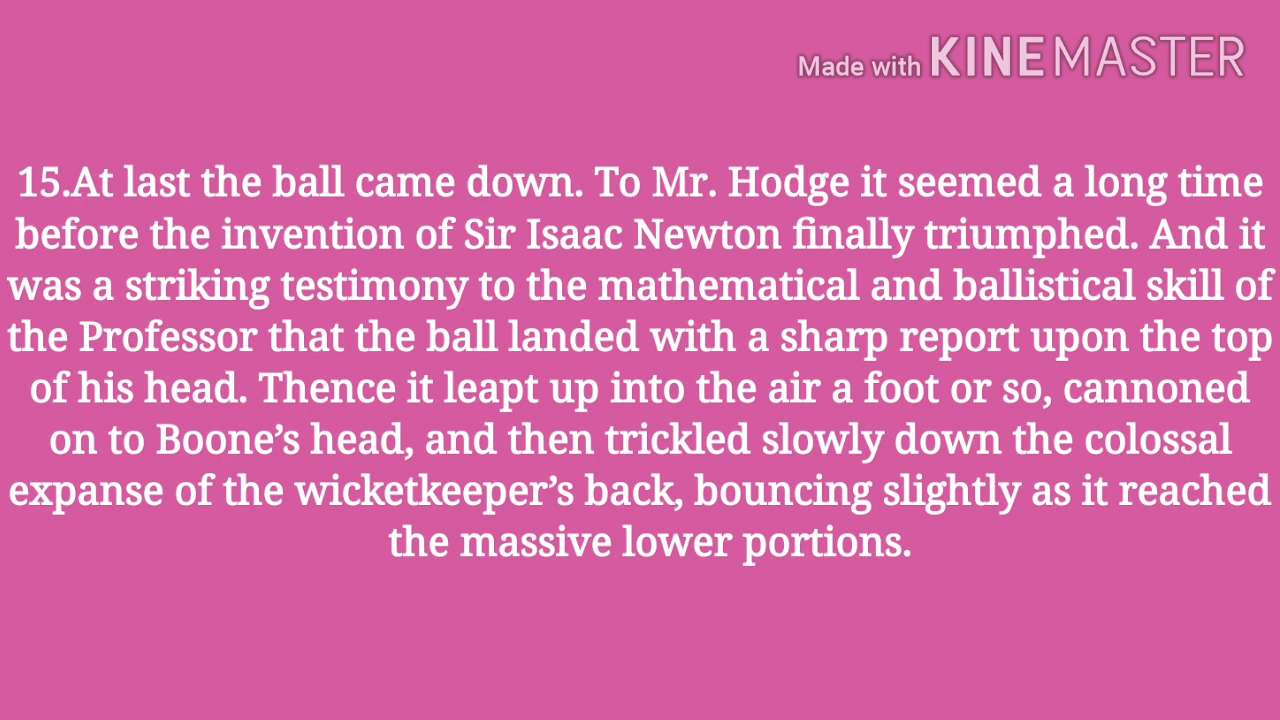 Made with KINEMASTER
15.At last the ball came down. To Mr. Hodge it seemed a long time
before the invention of Sir Isaac Newton finally triumphed. And it
was a striking testimony to the mathematical and ballistical skill of
the Professor that the ball landed with a sharp report upon the top
of his head. Thence it leapt up into the air a foot or so, cannoned
on to Boone’s head, and then trickled slowly down the colossal
expanse of the wicketkeeper’s back, bouncing slightly as it reached
the massive lower portions.